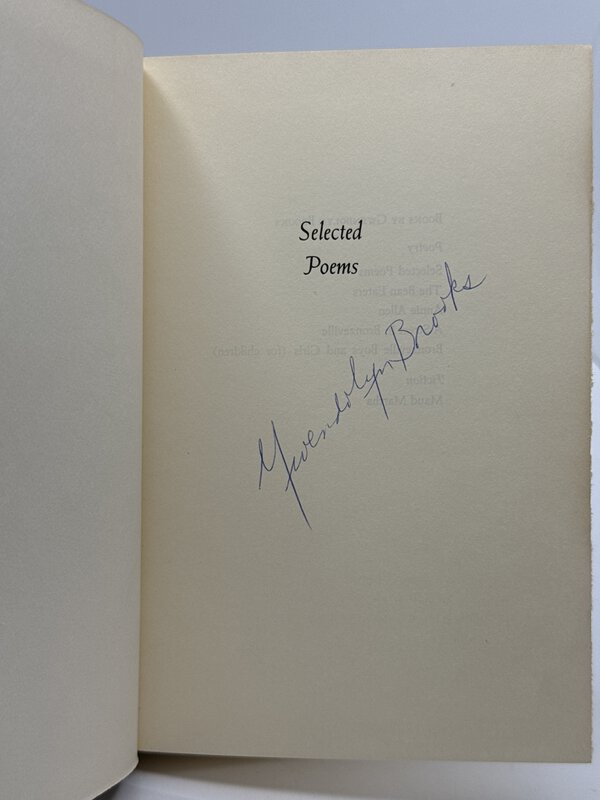 Selected
Poems
Gwendolyn Brooks
Books by Gwendolyn Brooks
Poetry
Selected Poems
The Bean Eaters
Annie Allen
Bronzeville
Bronzeville Boys and Girls (for children)
Fiction
Maud Martha